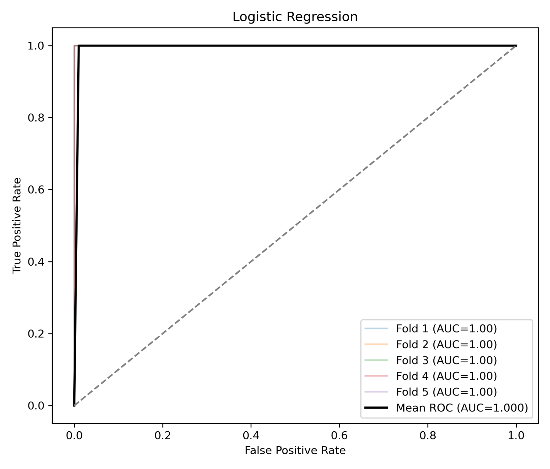 Logistic Regression
1.0
0.8
0.6
0.4
0.2
0.0
True Positive Rate
Fold 1 (AUC=1.00)
Fold 2 (AUC=1.00)
Fold 3 (AUC=1.00)
Fold 4 (AUC=1.00)
Fold 5 (AUC=1.00)
Mean ROC (AUC=1.000)
0.0 0.2 0.4 0.6 0.8 1.0
False Positive Rate